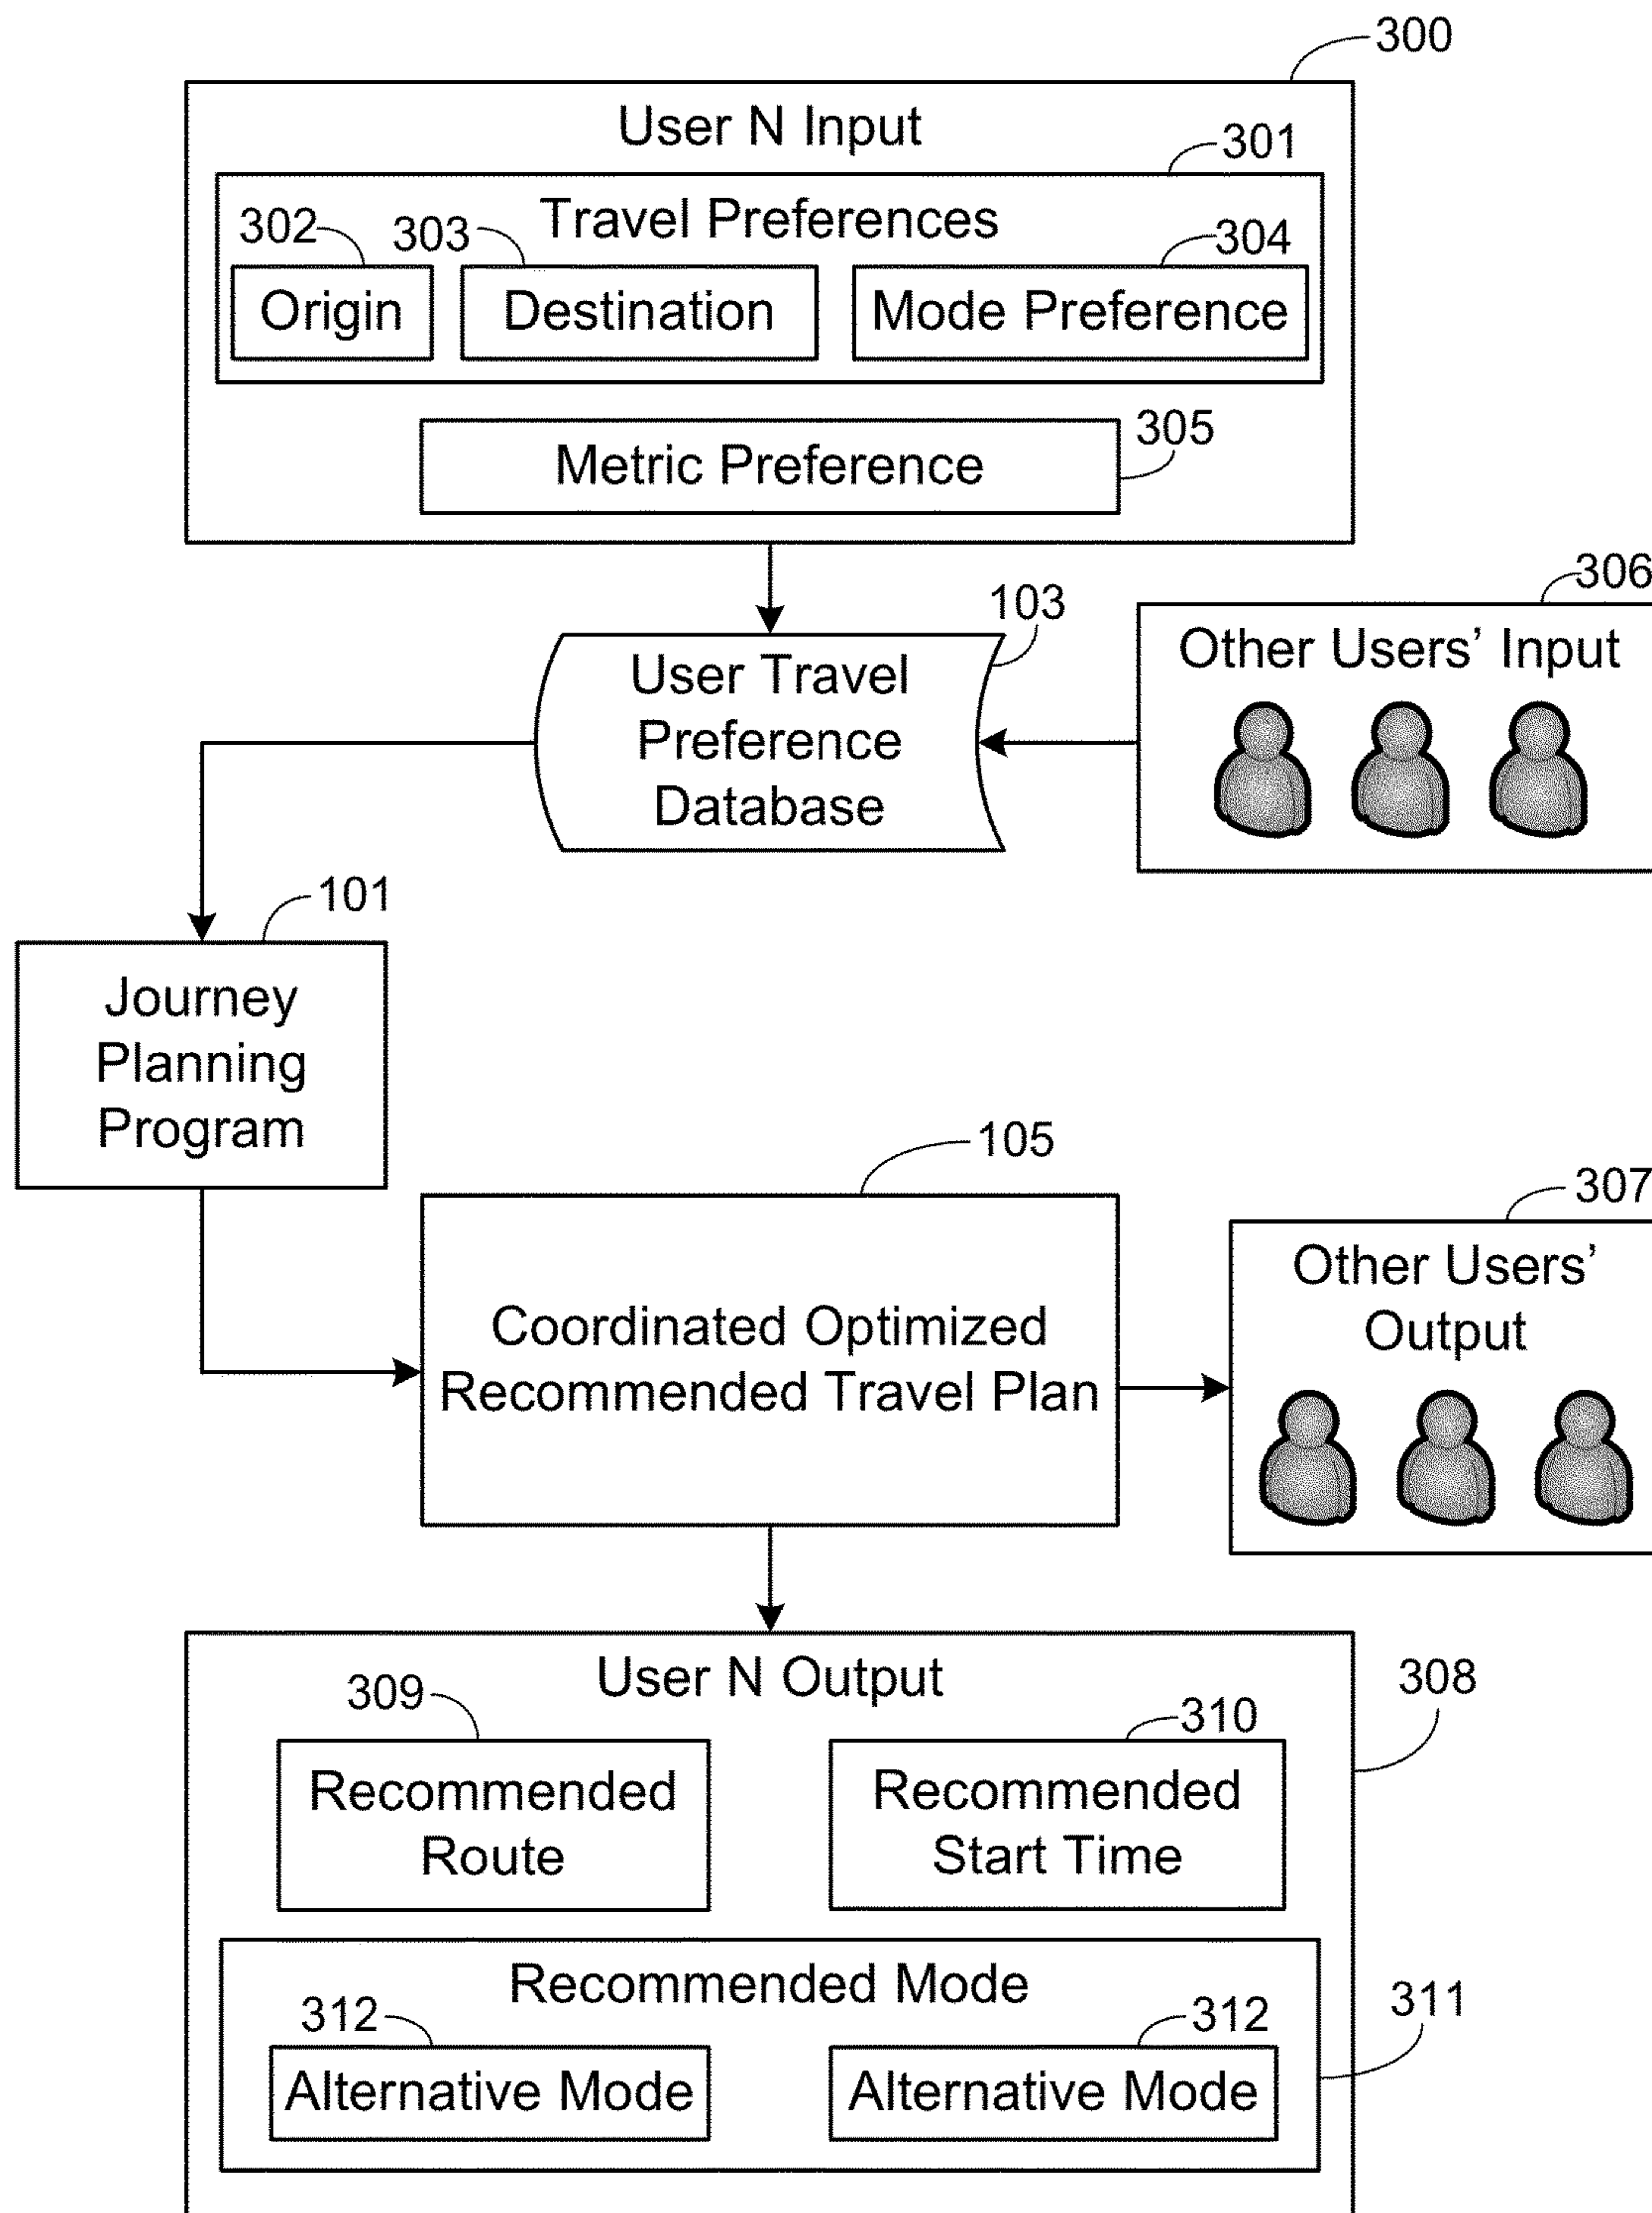 300
User N Input
301
Travel Preferences
302
303
304
Origin
Destination
Mode Preference
305
Metric Preference
306
103
Other Users’ Input
User Travel
Preference
Database
101
Journey
Planning
Program
105
307
Other Users’
Output
Coordinated Optimized
Recommended Travel Plan
User N Output
308
309
310
Recommended
Route
Recommended
Start Time
Recommended Mode
311
312
312
Alternative Mode
Alternative Mode